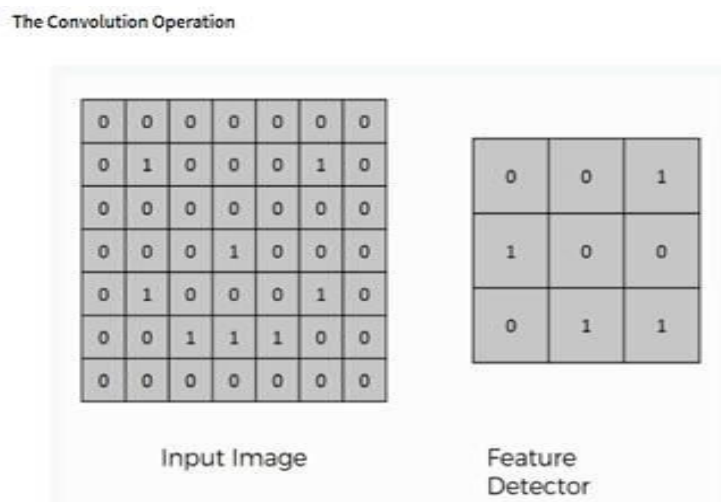 The Convolution Operation
0 0 0 0 0 0 0
0 1 0 0 0 1 0
0 0 0 0 0 0 0
0 0 0 1 0 0 0
0 1 0 0 0 1 0
0 0 1 1 1 0 0
0 0 0 0 0 0 0
Input Image
0 0 1
1 0 0
0 1 1
Feature
Detector